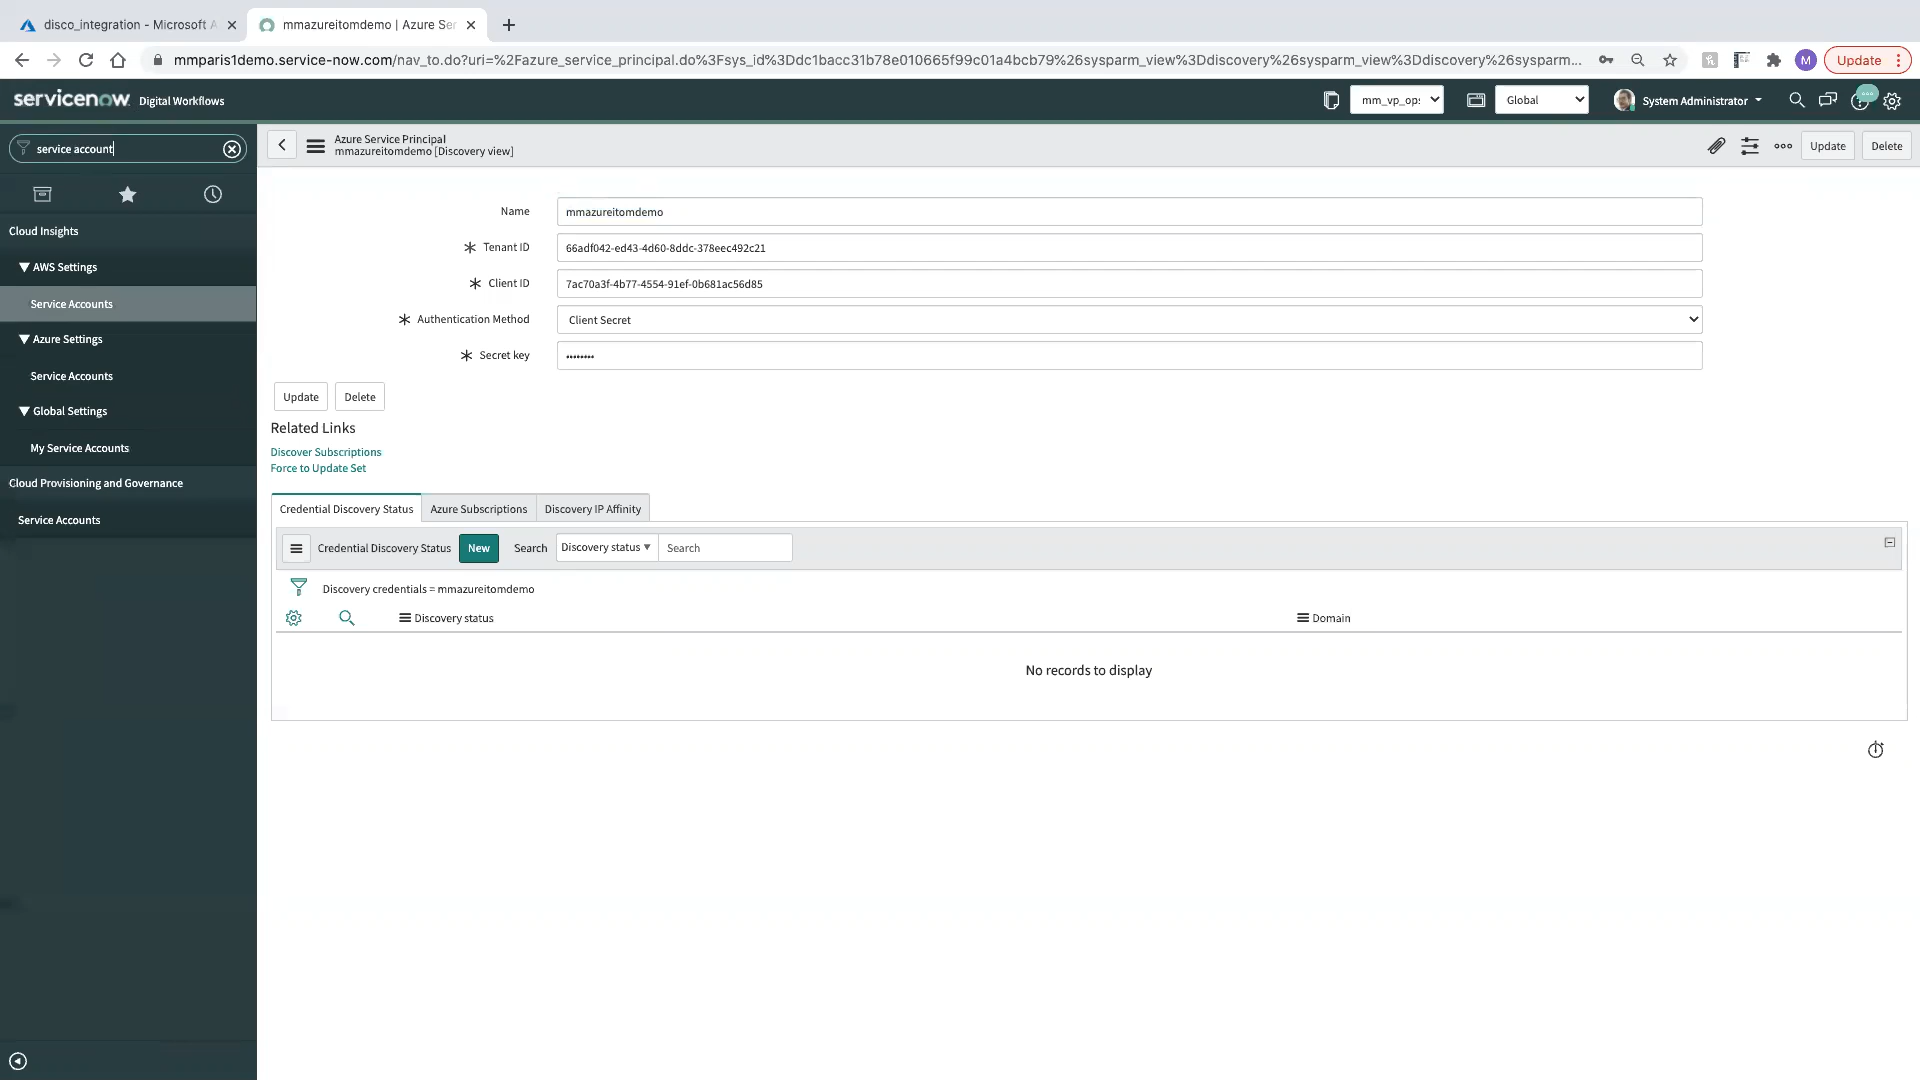 disco_integration - Microsoft A
mmazureitomdemo | Azure Ser
mmparis1demo.service-now.com/nav_to.do?uri=%2Fazure_service_principal.do%3Fsys_id%3Ddc1bacc31b78e010665f99c01a4bcb79%26sysparm_view%3Ddiscovery%26sysparm_view%3Ddiscovery%26sysparm...
M
Update
servicenow
Digital Workflows
mm_vp_op:
Global
System Administrator
service account
Azure Service Principal
mmazureitomdemo [Discovery view]
Update
Delete
Cloud Insights
AWS Settings
Service Accounts
Azure Settings
Service Accounts
Global Settings
My Service Accounts
Cloud Provisioning and Governance
Service Accounts
Name
mmazureitomdemo
Tenant ID
66adf042-ed43-4d60-8ddc-378eec492c21
Client ID
7ac70a3f-4b77-4554-91ef-0b681ac56d85
Authentication Method
Client Secret
Secret key
••••••••
Update
Delete
Related Links
Discover Subscriptions
Force to Update Set
Credential Discovery Status
Azure Subscriptions
Discovery IP Affinity
Credential Discovery Status
New
Search
Discovery status
Search
Discovery credentials = mmazureitomdemo
Discovery status
Domain
No records to display